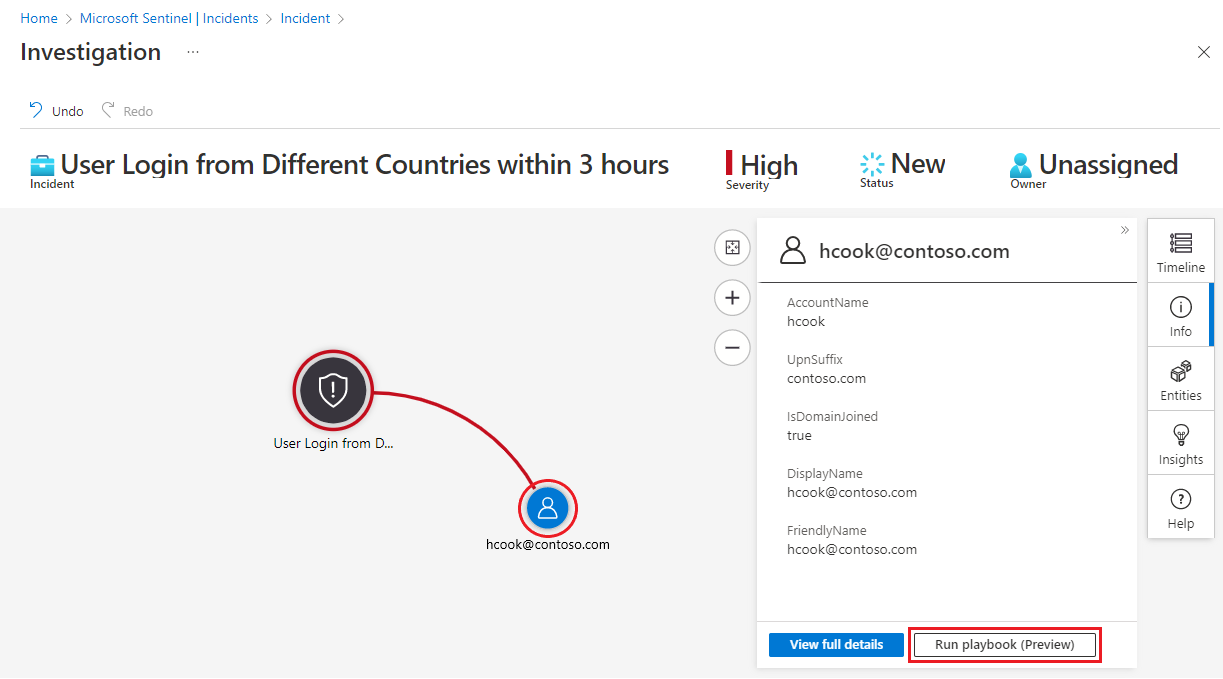 Home > Microsoft Sentinel | Incidents > Incident >
Investigation ...
Undo Redo
User Login from Different Countries within 3 hours
Incident
High
Severity
New
Status
Unassigned
Owner
User Login from D...
hcook@contoso.com
hcook@contoso.com
AccountName
hcook
UpnSuffix
contoso.com
IsDomainJoined
true
DisplayName
hcook@contoso.com
FriendlyName
hcook@contoso.com
View full details
Run playbook (Preview)
Timeline
Info
Entities
Insights
Help